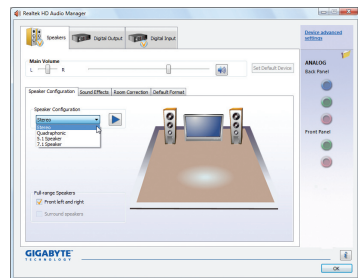 Realtek HD Audio Manager
Speakers
Digital Output
Digital Input
Device advanced
settings
Main Volume
L
R
Set Default Device
ANALOG
Back Panel
Speaker Configuration
Sound Effects
Room Correction
Default Format
Speaker Configuration
Stereo
Stereo
Quadraphonic
5.1 Speaker
7.1 Speaker
Front Panel
Full-range Speakers
Front left and right
Surround speakers
GIGABYTE
TECHNOLOGY
OK